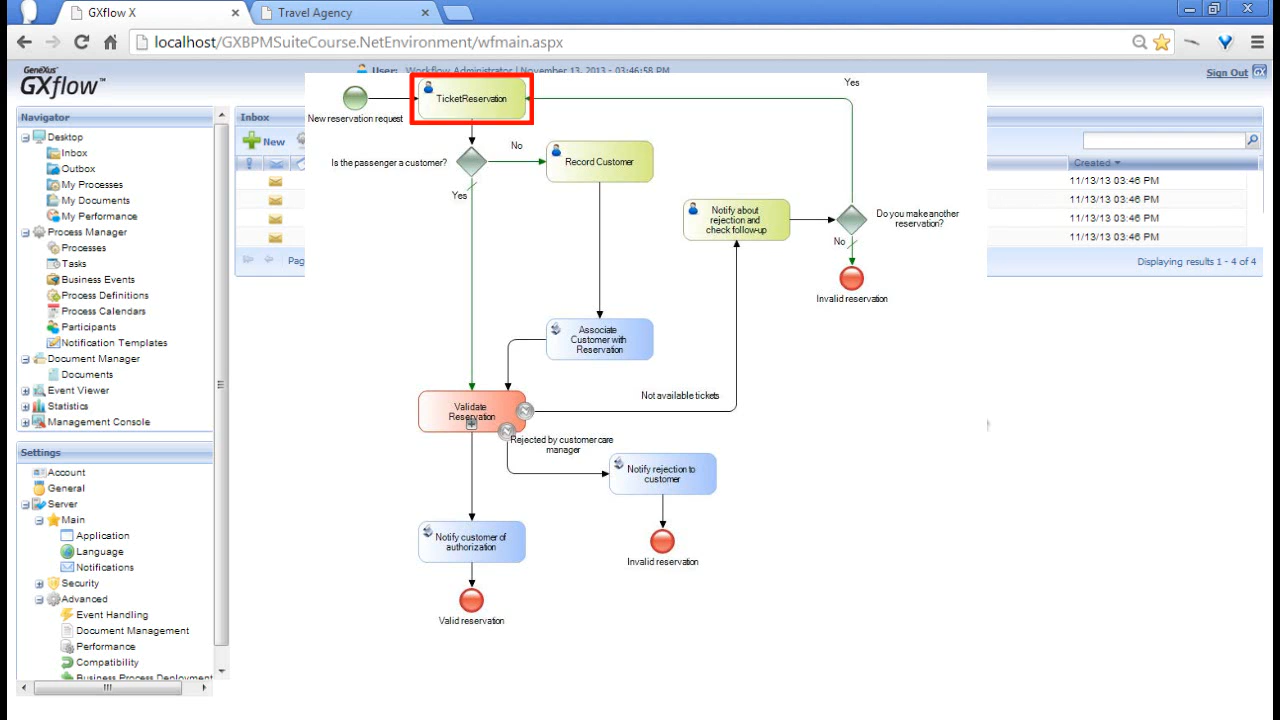 GXflow X
Travel Agency
localhost/GXBPMSuiteCourse.NetEnvironment/wfmain.aspx
GeneXus™
GXflow™
User: Workflow Administrator | November 13, 2013 - 03:46:58 PM
Sign Out
Navigator
Desktop
Inbox
Outbox
My Processes
My Documents
My Performance
Process Manager
Processes
Tasks
Business Events
Process Definitions
Process Calendars
Participants
Notification Templates
Document Manager
Documents
Event Viewer
Statistics
Management Console
Settings
Account
General
Server
Main
Application
Language
Notifications
Security
Advanced
Event Handling
Document Management
Performance
Compatibility
Business Process Deployment
Inbox
New
Created
11/13/13 03:46 PM
11/13/13 03:46 PM
11/13/13 03:46 PM
11/13/13 03:46 PM
Pag
Displaying results 1 - 4 of 4
New reservation request
TicketReservation
Yes
Is the passenger a customer?
No
Record Customer
Yes
Notify about
rejection and
check follow-up
Do you make another
reservation?
No
Invalid reservation
Associate
Customer with
Reservation
Not available tickets
Validate
Reservation
Rejected by customer care
manager
Notify rejection to
customer
Invalid reservation
Notify customer of
authorization
Valid reservation